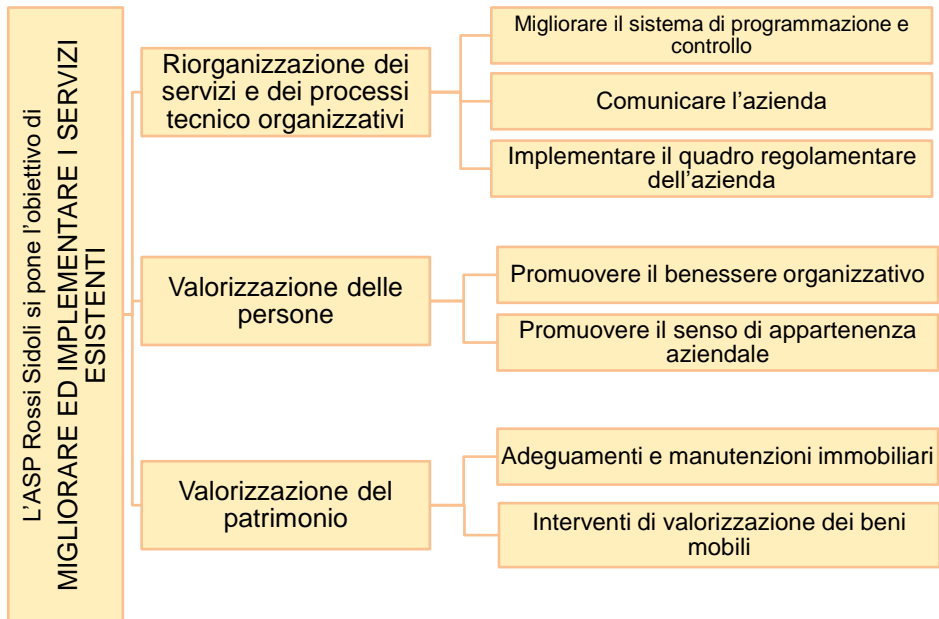 L'ASP Rossi Sidoli si pone l'obiettivo di
MIGLIORARE ED IMPLEMENTARE I SERVIZI
ESISTENTI
Riorganizzazione dei
servizi e dei processi
tecnico organizzativi
Migliorare il sistema di programmazione e
controllo
Comunicare l'azienda
Implementare il quadro regolamentare
dell'azienda
Valorizzazione delle
persone
Promuovere il benessere organizzativo
Promuovere il senso di appartenenza
aziendale
Valorizzazione del
patrimonio
Adeguamenti e manutenzioni immobiliari
Interventi di valorizzazione dei beni
mobili